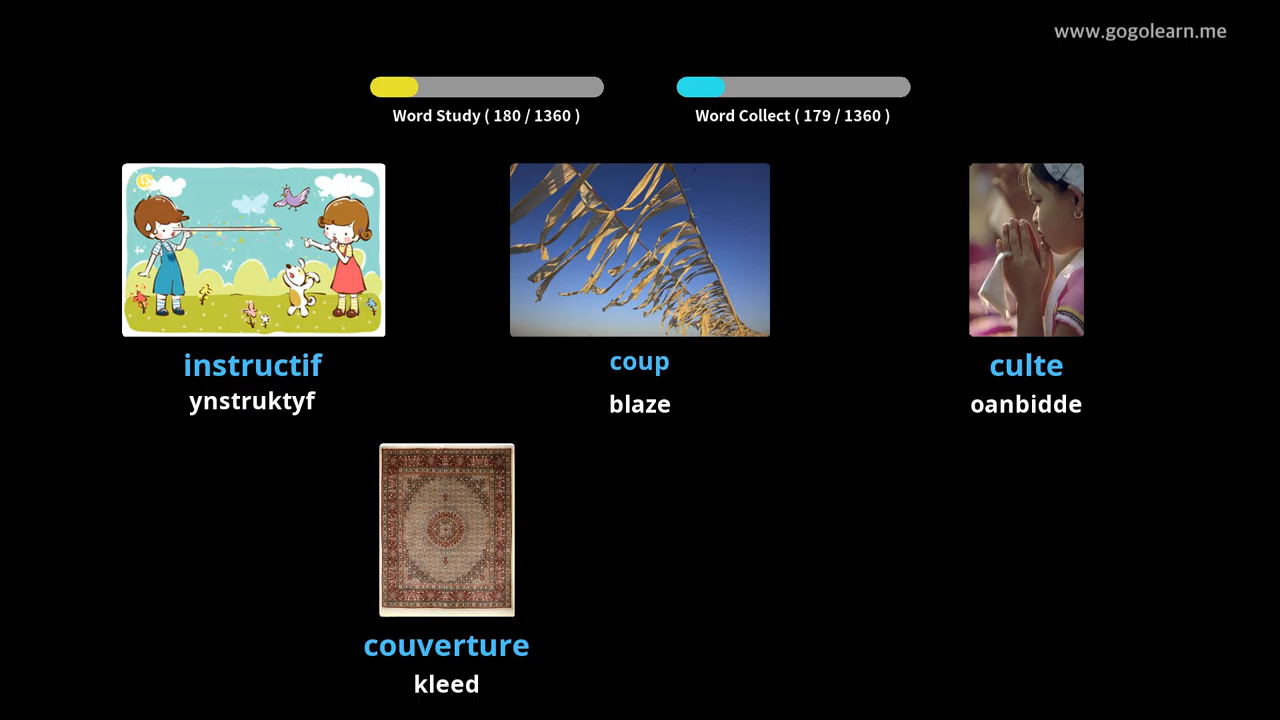 www.gogolearn.me
Word Study ( 180 / 1360 )
Word Collect ( 179 / 1360 )
instructif
ynstruktyf
coup
blaze
culte
oanbidde
couverture
kleed